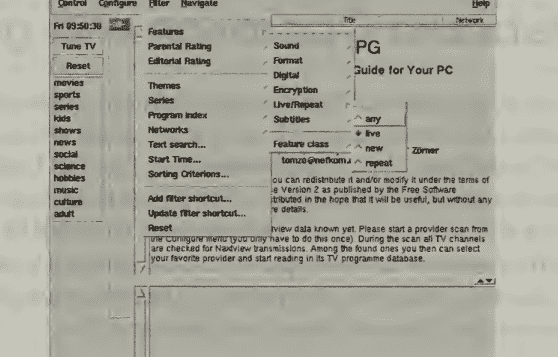 Control Configure Filter Navigate Help
Fri 09:50:30
Title Network
Tune TV
Reset
movies
sports
series
kids
shows
news
social
science
hobbies
music
culture
adult
Features
Parental Rating
Editorial Rating
Themes
Series
Program index
Networks
Text search...
Start Time...
Sorting Criterions...
Add filter shortcut...
Update filter shortcut...
Reset
Sound
Format
Digital
Encryption
Live/Repeat
Subtitles
Feature class
any
live
new
repeat
PG
Guide for Your PC
Zörner
tomzo@nefkom
ou can redistribute it and/or modify it under the terms of
e Version 2 as published by the Free Software
tributed in the hope that it will be useful, but without any
re details.
tview data known yet. Please start a provider scan from
the Configure menu (you only have to do this once). During the scan all TV channels
are checked for Nextview transmissions. Among the found ones you then can select
your favorite provider and start reading in its TV programme database.